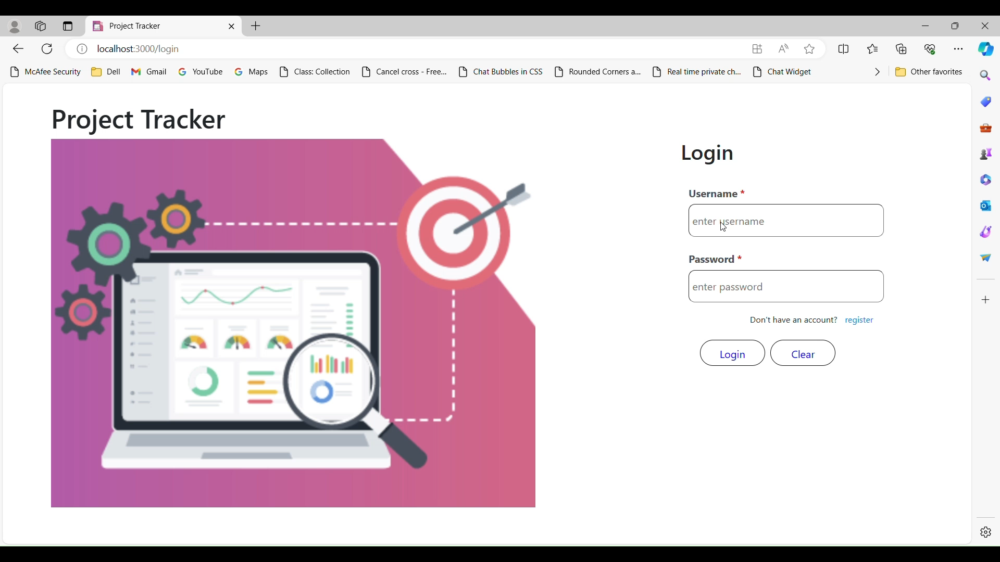 Project Tracker
localhost:3000/login
McAfee Security Dell Gmail YouTube Maps Class: Collection Cancel cross - Free... Chat Bubbles in CSS Rounded Corners a... Real time private ch... Chat Widget Other favorites
Project Tracker
Login
Username *
enter username
Password *
enter password
Don't have an account? register
Login Clear